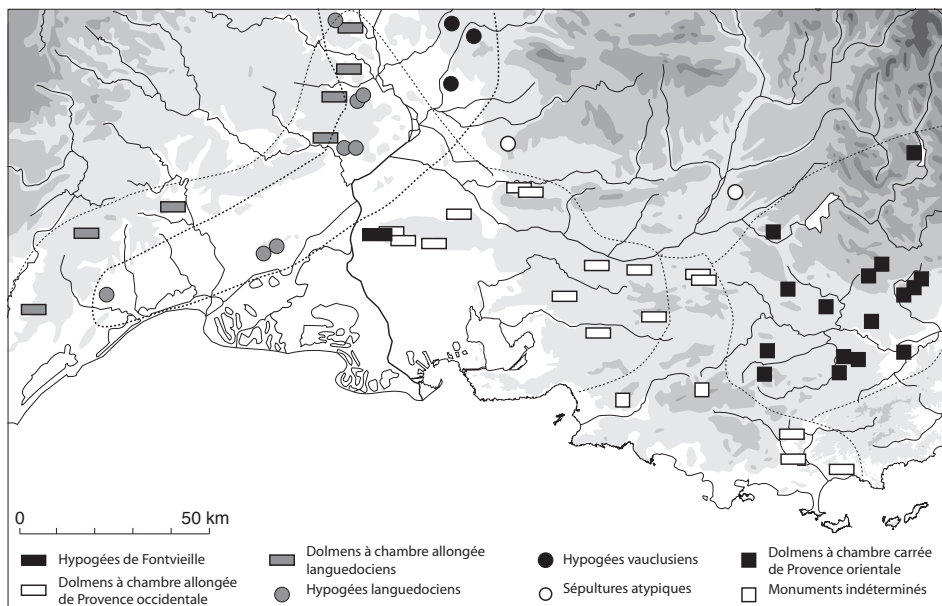 0
50 km
Hypogées de Fontvieille
Dolmens à chambre allongée
de Provence occidentale
Dolmens à chambre allongée
languedociens
Hypogées languedociens
Hypogées vauclusiens
Sépultures atypiques
Dolmens à chambre carrée
de Provence orientale
Monuments indéterminés